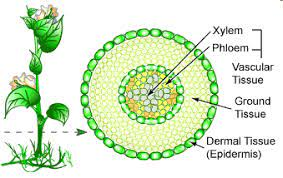 Xylem
Phloem
Vascular
Tissue
Ground
Tissue
Dermal Tissue
(Epidermis)